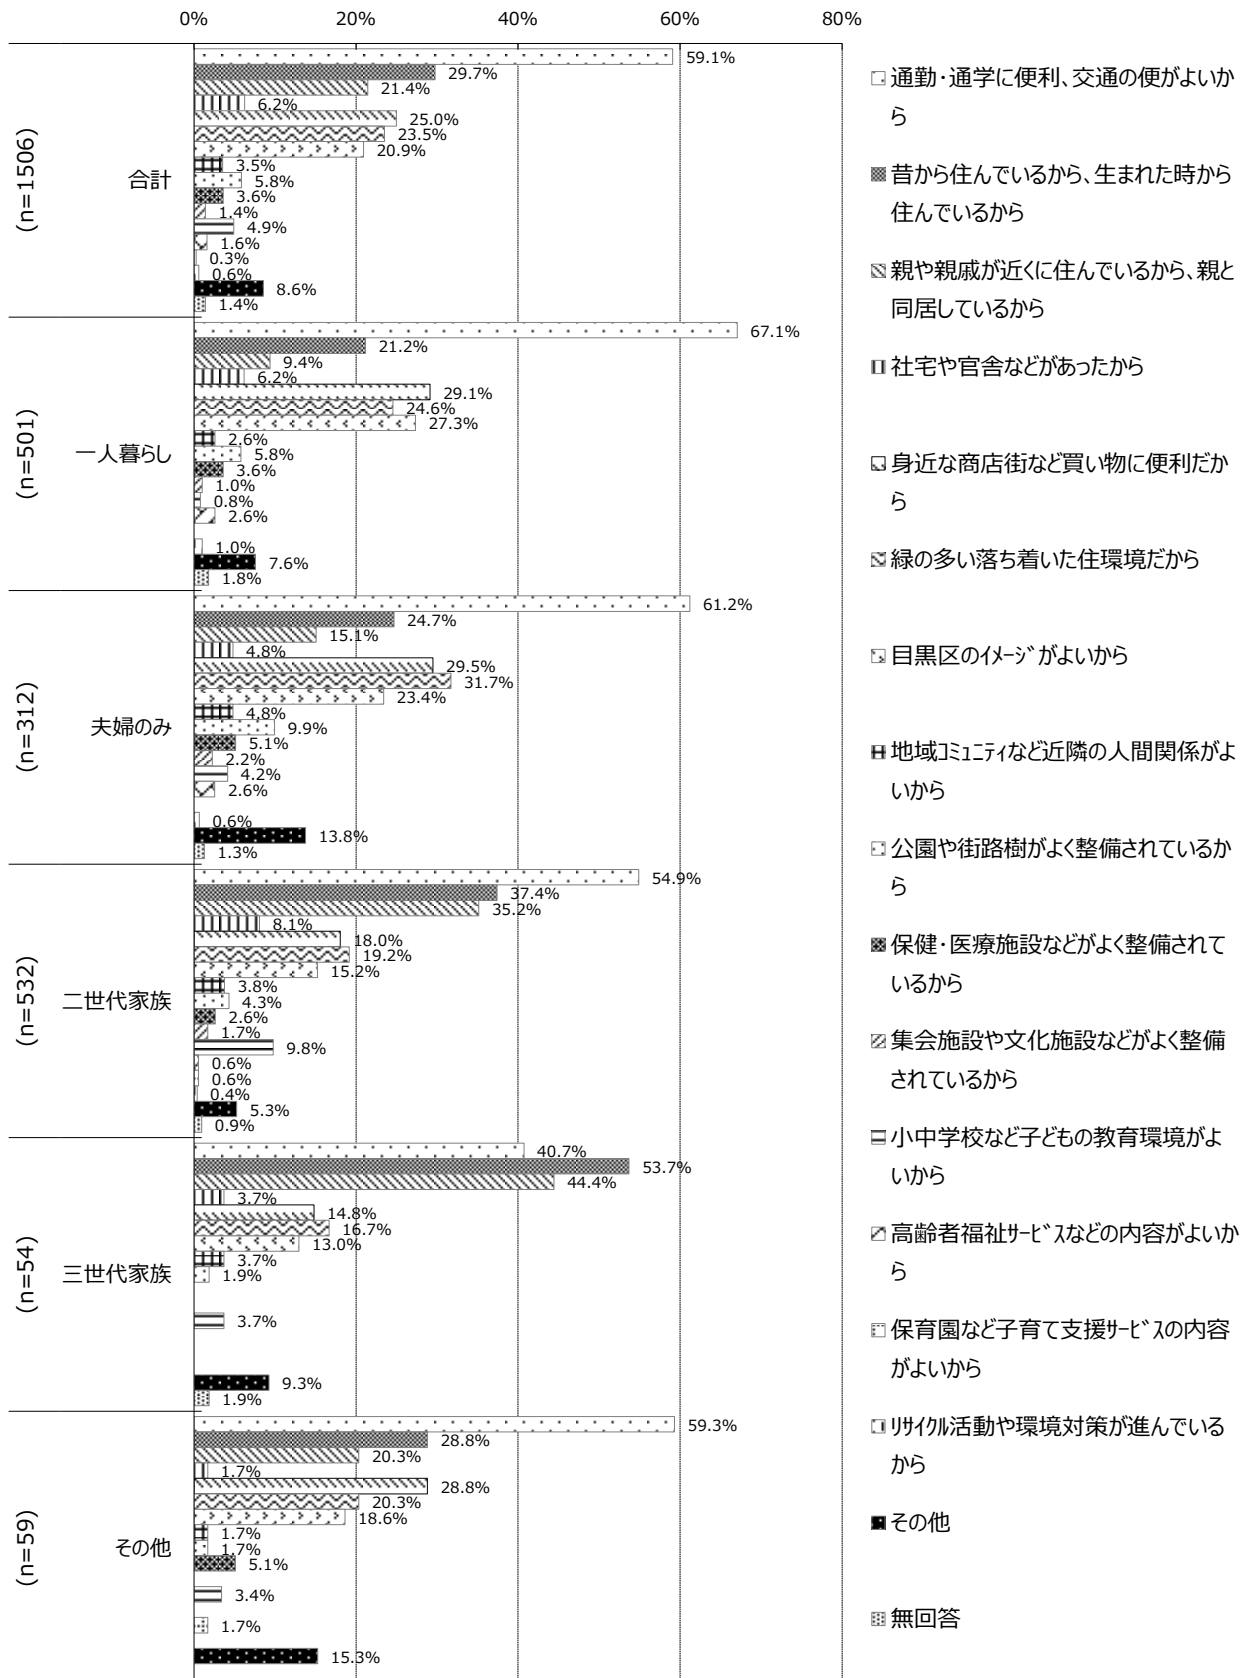 0% 20% 40% 60% 80%
合計
(n=1506)
59.1%
29.7%
21.4%
6.2%
25.0%
23.5%
20.9%
3.5%
5.8%
3.6%
1.4%
4.9%
1.6%
0.3%
0.6%
8.6%
1.4%
一人暮らし
(n=501)
67.1%
21.2%
9.4%
6.2%
29.1%
24.6%
27.3%
2.6%
5.8%
3.6%
1.0%
0.8%
2.6%
1.0%
7.6%
1.8%
夫婦のみ
(n=312)
61.2%
24.7%
15.1%
4.8%
29.5%
31.7%
23.4%
4.8%
9.9%
5.1%
2.2%
4.2%
2.6%
0.6%
13.8%
1.3%
二世代家族
(n=532)
54.9%
37.4%
35.2%
8.1%
18.0%
19.2%
15.2%
3.8%
4.3%
2.6%
1.7%
9.8%
0.6%
0.6%
0.4%
5.3%
0.9%
三世代家族
(n=54)
40.7%
53.7%
44.4%
3.7%
14.8%
16.7%
13.0%
3.7%
1.9%
3.7%
9.3%
1.9%
その他
(n=59)
59.3%
28.8%
20.3%
1.7%
28.8%
20.3%
18.6%
1.7%
1.7%
5.1%
3.4%
1.7%
15.3%
通勤・通学に便利、交通の便がよいか
ら
昔から住んでいるから、生まれた時から
住んでいるから
親や親戚が近くに住んでいるから、親と
同居しているから
社宅や官舎などがあったから
身近な商店街など買い物に便利だか
ら
緑の多い落ち着いた住環境だから
目黒区のｲﾒｰｼﾞがよいから
地域ｺﾐｭﾆﾃｨなど近隣の人間関係がよ
いから
公園や街路樹がよく整備されているか
ら
保健・医療施設などがよく整備されて
いるから
集会施設や文化施設などがよく整備
されているから
小中学校など子どもの教育環境がよ
いから
高齢者福祉ｻｰﾋﾞｽなどの内容がよいか
ら
保育園など子育て支援ｻｰﾋﾞｽの内容
がよいから
ﾘｻｲｸﾙ活動や環境対策が進んでいる
から
その他
無回答